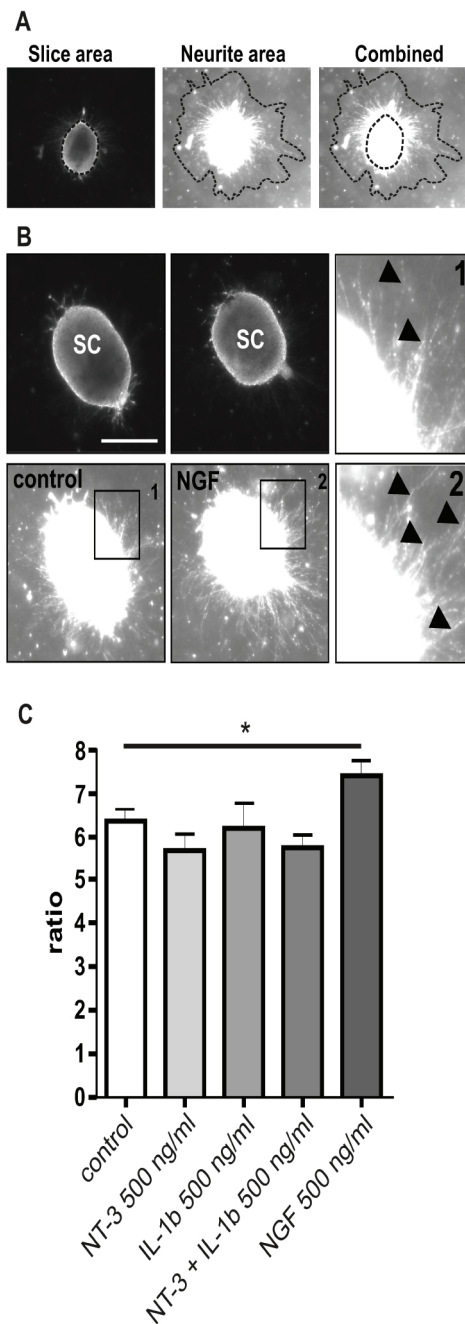 A
Slice area
Neurite area
Combined
B
SC
SC
1
control
1
NGF
2
2
C
*
8
7
6
5
4
3
2
1
0
ratio
control
NT-3 500 ng/ml
IL-1b 500 ng/ml
NT-3 + IL-1b 500 ng/ml
NGF 500 ng/ml